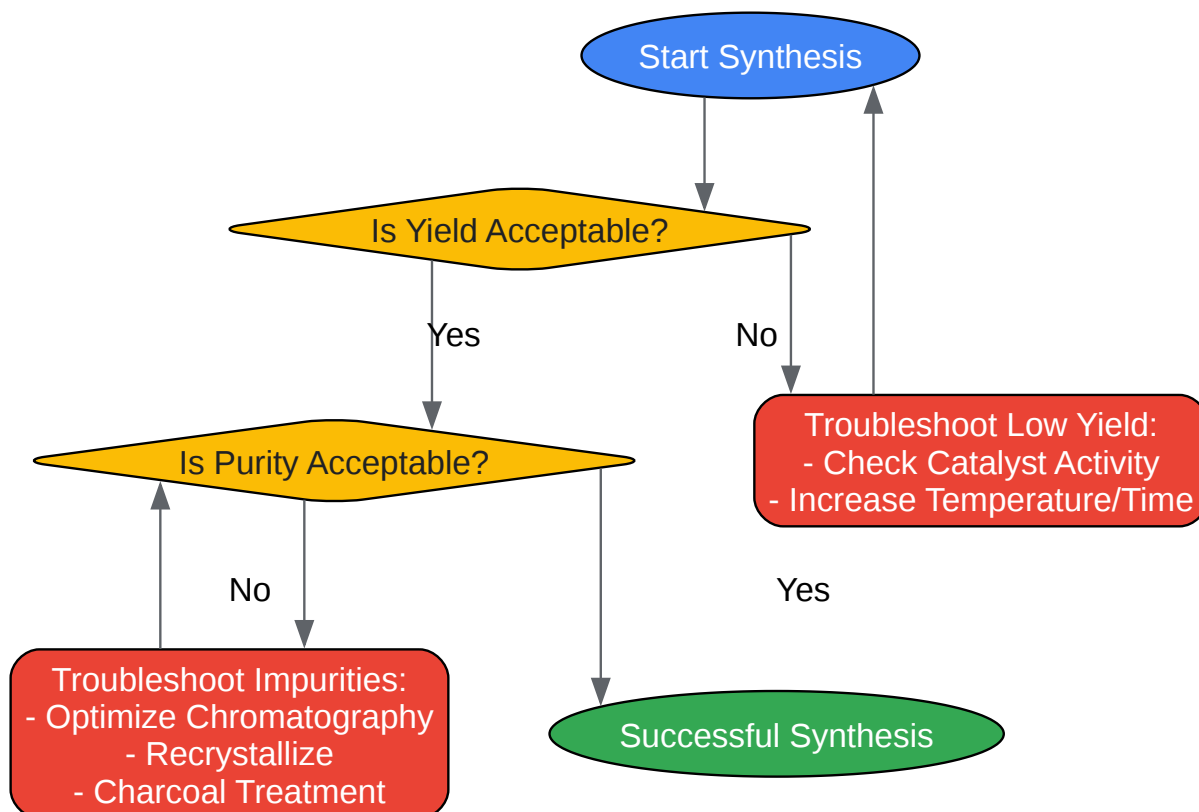 Start Synthesis
Is Yield Acceptable?
Yes
No
Troubleshoot Low Yield:
- Check Catalyst Activity
- Increase Temperature/Time
Is Purity Acceptable?
No
Yes
Troubleshoot Impurities:
- Optimize Chromatography
- Recrystallize
- Charcoal Treatment
Successful Synthesis